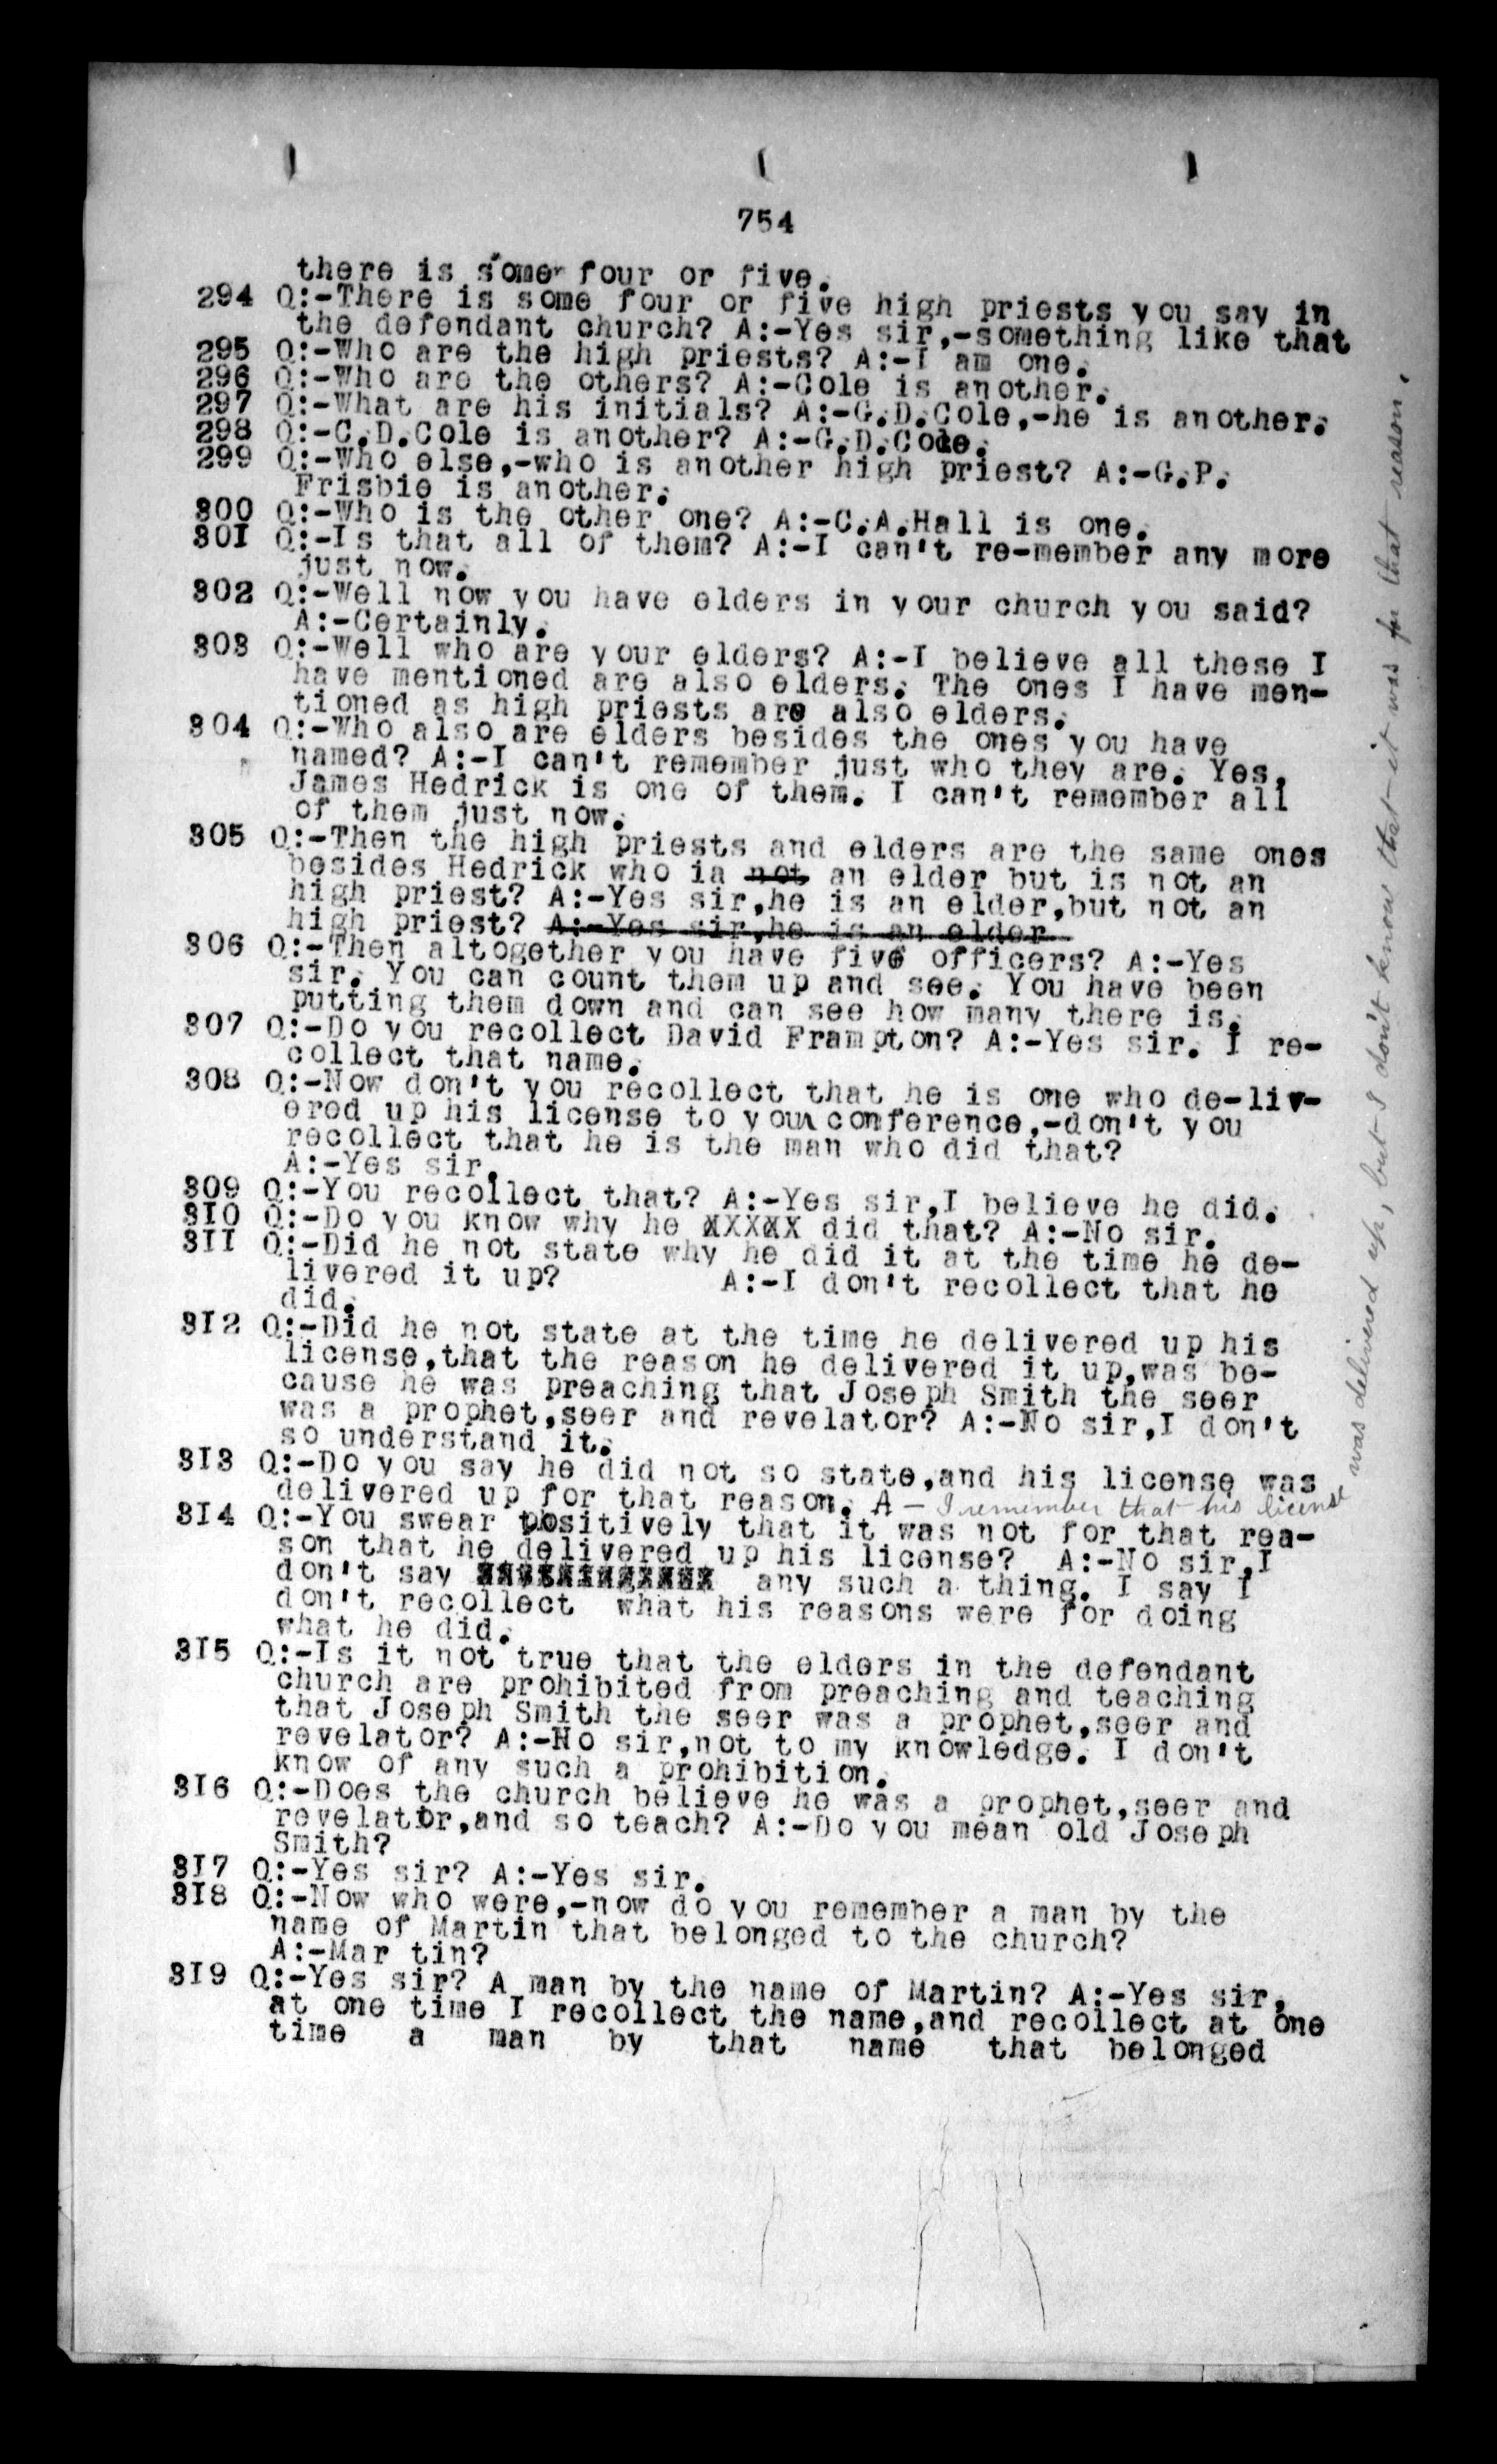 754
there is some four or five.
294 Q:-There is some four or five high priests you say in
the defendant church? A:-Yes sir,-something like that
295 Q:-Who are the high priests? A:-I am one.
296 Q:-Who are the others? A:-Cole is another.
297 Q:-What are his initials? A:-G.D.Cole,-he is another.
298 Q:-C.D.Cole is another? A:-G.D.Cole.
299 Q:-Who else,-who is another high priest? A:-G.P.
Frisbie is another.
300 Q:-Who is the other one? A:-C.A.Hall is one.
301 Q:-Is that all of them? A:-I can't re-member any more
just now.
302 Q:-Well now you have elders in your church you said?
A:-Certainly.
303 Q:-Well who are your elders? A:-I believe all these I
have mentioned are also elders. The ones I have men-
tioned as high priests are also elders.
304 Q:-Who also are elders besides the ones you have
named? A:-I can't remember just who they are. Yes,
James Hedrick is one of them. I can't remember all
of them just now.
305 Q:-Then the high priests and elders are the same ones
besides Hedrick who ia not an elder but is not an
high priest? A:-Yes sir,he is an elder,but not an
high priest? A:-Yes sir,he is an elder
306 Q:-Then altogether you have five officers? A:-Yes
sir. You can count them up and see. You have been
putting them down and can see how many there is.
307 Q:-Do you recollect David Frampton? A:-Yes sir. I re-
collect that name.
308 Q:-Now don't you recollect that he is one who de-liv-
ered up his license to your conference,-don't you
recollect that he is the man who did that?
A:-Yes sir.
309 Q:-You recollect that? A:-Yes sir,I believe he did.
310 Q:-Do you know why he XXXXX did that? A:-No sir.
311 Q:-Did he not state why he did it at the time he de-
livered it up? A:-I don't recollect that he
did.
312 Q:-Did he not state at the time he delivered up his
license,that the reason he delivered it up,was be-
cause he was preaching that Joseph Smith the seer
was a prophet,seer and revelator? A:-No sir,I don't
so understand it.
313 Q:-Do you say he did not so state,and his license was
delivered up for that reason. A - I remember that his license
was delivered up, but I don't know that it was for that reason.
314 Q:-You swear positively that it was not for that rea-
son that he delivered up his license? A:-No sir,I
don't say any such a thing. I say I
don't recollect what his reasons were for doing
what he did.
315 Q:-Is it not true that the elders in the defendant
church are prohibited from preaching and teaching
that Joseph Smith the seer was a prophet,seer and
revelator? A:-No sir,not to my knowledge. I don't
know of any such a prohibition.
316 Q:-Does the church believe he was a prophet,seer and
revelator,and so teach? A:-Do you mean old Joseph
Smith?
317 Q:-Yes sir? A:-Yes sir.
318 Q:-Now who were,-now do you remember a man by the
name of Martin that belonged to the church?
A:-Mar tin?
319 Q:-Yes sir? A man by the name of Martin? A:-Yes sir,
at one time I recollect the name,and recollect at one
time a man by that name that belonged